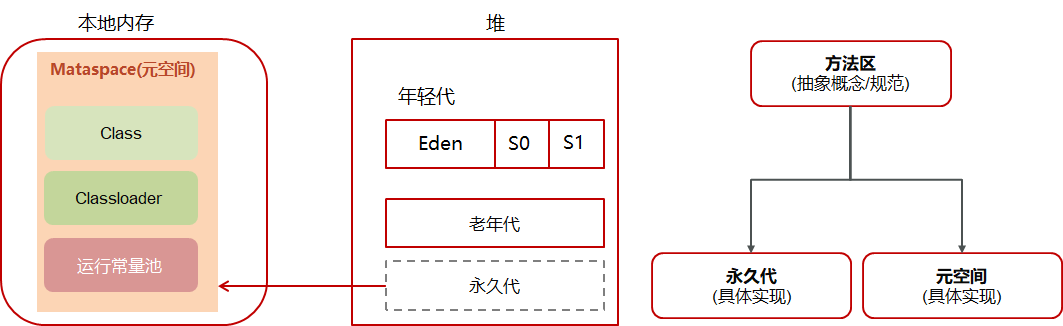 本地内存
Mataspace(元空间)
Class
Classloader
运行常量池
堆
年轻代
Eden
S0
S1
老年代
永久代
方法区
(抽象概念/规范)
永久代
(具体实现)
元空间
(具体实现)